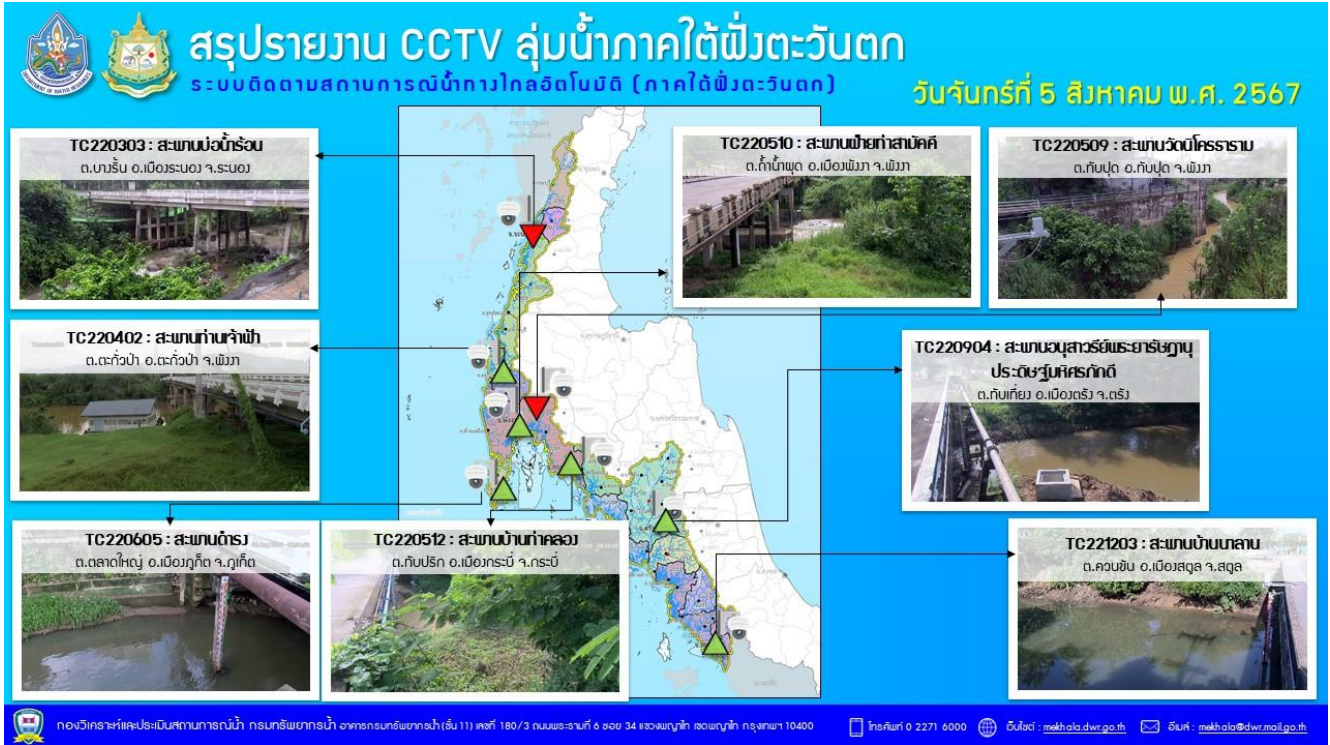 สรุปรายงาน CCTV ลุ่มน้ำภาคใต้ฝั่งตะวันตก
ระบบติดตามสถานการณ์น้ำทางไกลอัตโนมัติ (ภาคใต้ฝั่งตะวันตก)
วันจันทร์ที่ 5 สิงหาคม พ.ศ. 2567
TC220303 : สะพานบ่อน้ำร้อน
ต.บางริ้น อ.เมืองระนอง จ.ระนอง
TC220510 : สะพานฝายท่าสามัคคี
ต.ถ้ำน้ำผุด อ.เมืองพังงา จ.พังงา
TC220509 : สะพานวัดนิโครธาราม
ต.ทับปุด อ.ทับปุด จ.พังงา
TC220402 : สะพานท่านเจ้าฟ้า
ต.ตะกั่วป่า อ.ตะกั่วป่า จ.พังงา
TC220904 : สะพานอนุสาวรีย์พระยารัษฎานุ
ประดิษฐ์มหิศรภักดี
ต.ทับเที่ยง อ.เมืองตรัง จ.ตรัง
TC220605 : สะพานดำรง
ต.ตลาดใหญ่ อ.เมืองภูเก็ต จ.ภูเก็ต
TC220512 : สะพานบ้านท่าคลอง
ต.ทับปริก อ.เมืองกระบี่ จ.กระบี่
TC221203 : สะพานบ้านนาลาน
ต.ควนขัน อ.เมืองสตูล จ.สตูล
กองวิเคราะห์และประเมินสถานการณ์น้ำ กรมทรัพยากรน้ำ อาคารกรมทรัพยากรน้ำ (ชั้น 11) เลขที่ 180/3 ถนนพระรามที่ 6 ซอย 34 แขวงพญาไท เขตพญาไท กรุงเทพฯ 10400
โทรศัพท์ 0 2271 6000
เว็บไซต์ : mekhala.dwr.go.th
อีเมล์ : mekhala@dwr.mail.go.th